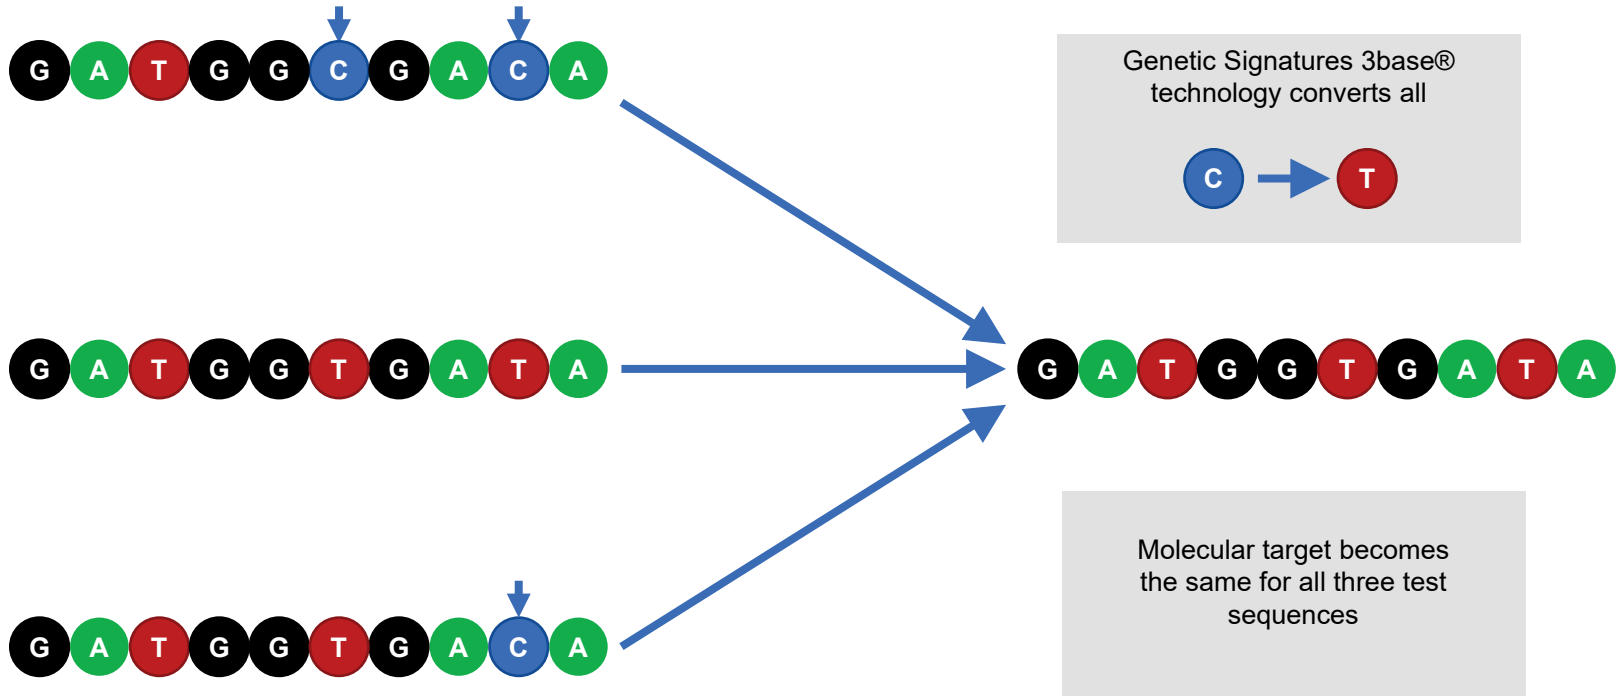 G A T G G C G A C A
Genetic Signatures 3base®
technology converts all
C T
G A T G G T G A T A
G A T G G T G A T A
Molecular target becomes
the same for all three test
sequences
G A T G G T G A C A